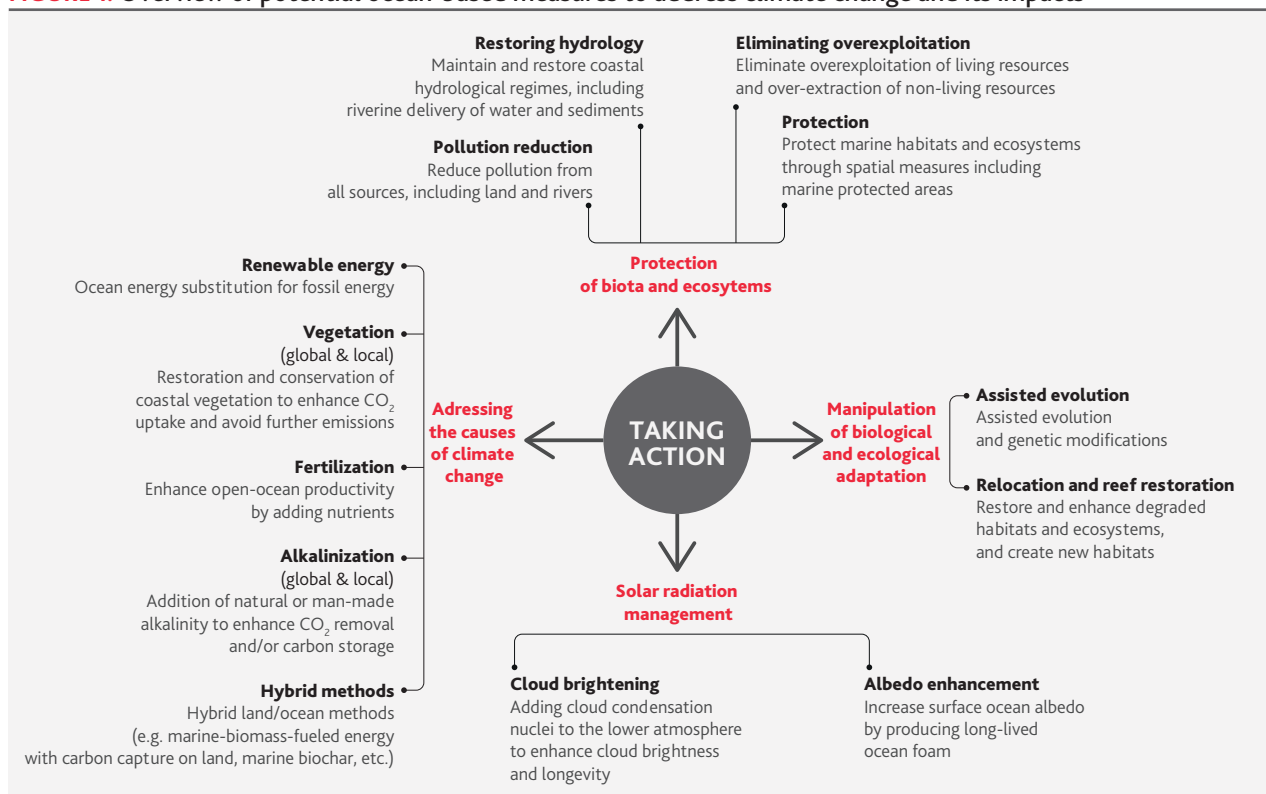 Restoring hydrology
Maintain and restore coastal
hydrological regimes, including
riverine delivery of water and sediments
Eliminating overexploitation
Eliminate overexploitation of living resources
and over-extraction of non-living resources
Pollution reduction
Reduce pollution from
all sources, including land and rivers
Protection
Protect marine habitats and ecosystems
through spatial measures including
marine protected areas
Protection
of biota and ecosytems
Renewable energy
Ocean energy substitution for fossil energy
Vegetation
(global & local)
Restoration and conservation of
coastal vegetation to enhance CO₂
uptake and avoid further emissions
Fertilization
Enhance open-ocean productivity
by adding nutrients
Alkalinization
(global & local)
Addition of natural or man-made
alkalinity to enhance CO₂ removal
and/or carbon storage
Hybrid methods
Hybrid land/ocean methods
(e.g. marine-biomass-fueled energy
with carbon capture on land, marine biochar, etc.)
Adressing
the causes
of climate
change
TAKING
ACTION
Manipulation
of biological
and ecological
adaptation
Assisted evolution
Assisted evolution
and genetic modifications
Relocation and reef restoration
Restore and enhance degraded
habitats and ecosystems,
and create new habitats
Solar radiation
management
Cloud brightening
Adding cloud condensation
nuclei to the lower atmosphere
to enhance cloud brightness
and longevity
Albedo enhancement
Increase surface ocean albedo
by producing long-lived
ocean foam